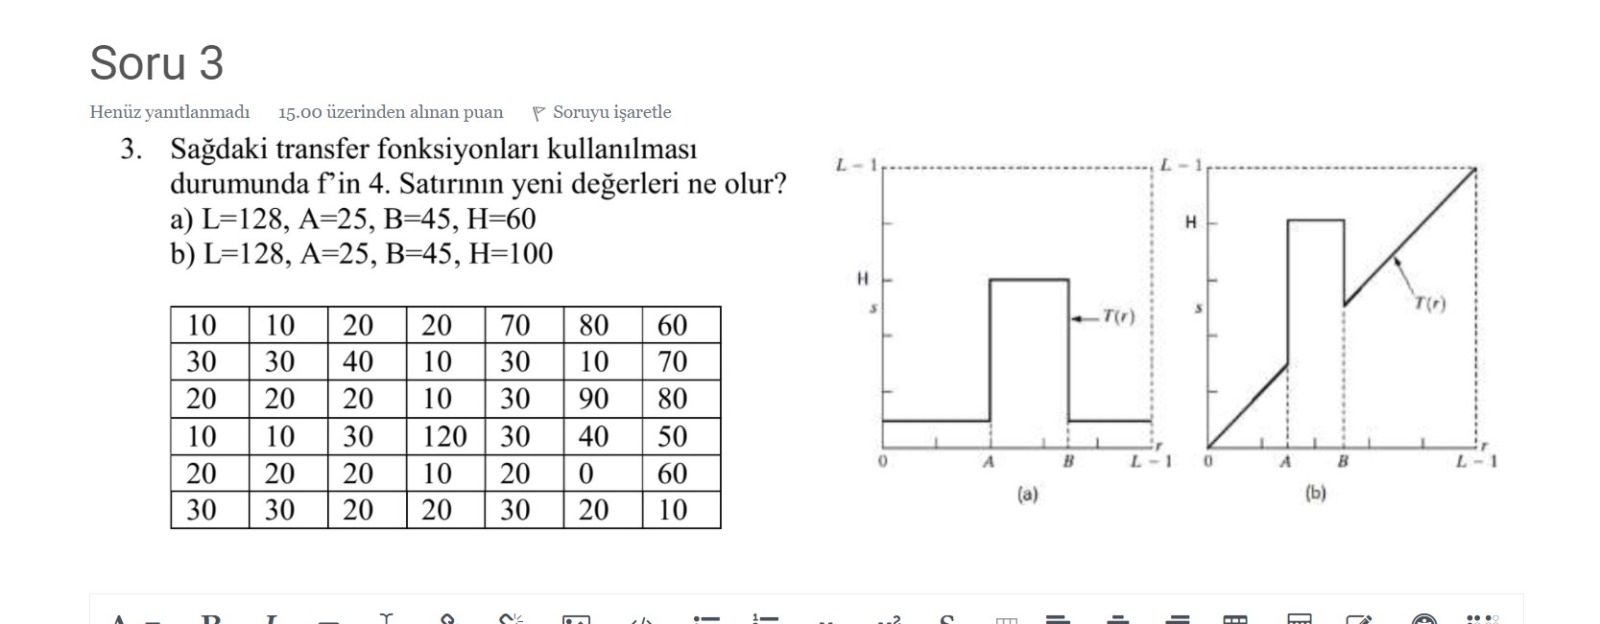 Soru 3
Henüz yanıtlanmadı 15.00 üzerinden alınan puan Soruyu işaretle
3. Sağdaki transfer fonksiyonları kullanılması
durumunda f'in 4. Satırının yeni değerleri ne olur?
a) L=128, A=25, B=45, H=60
b) L=128, A=25, B=45, H=100
10 10 20 20 70 80 60
30 30 40 10 30 10 70
20 20 20 10 30 90 80
10 10 30 120 30 40 50
20 20 20 10 20 0 60
30 30 20 20 30 20 10
L - 1
H
s
T(r)
r
0 A B L - 1
(a)
L - 1
H
s
T(r)
r
0 A B L - 1
(b)